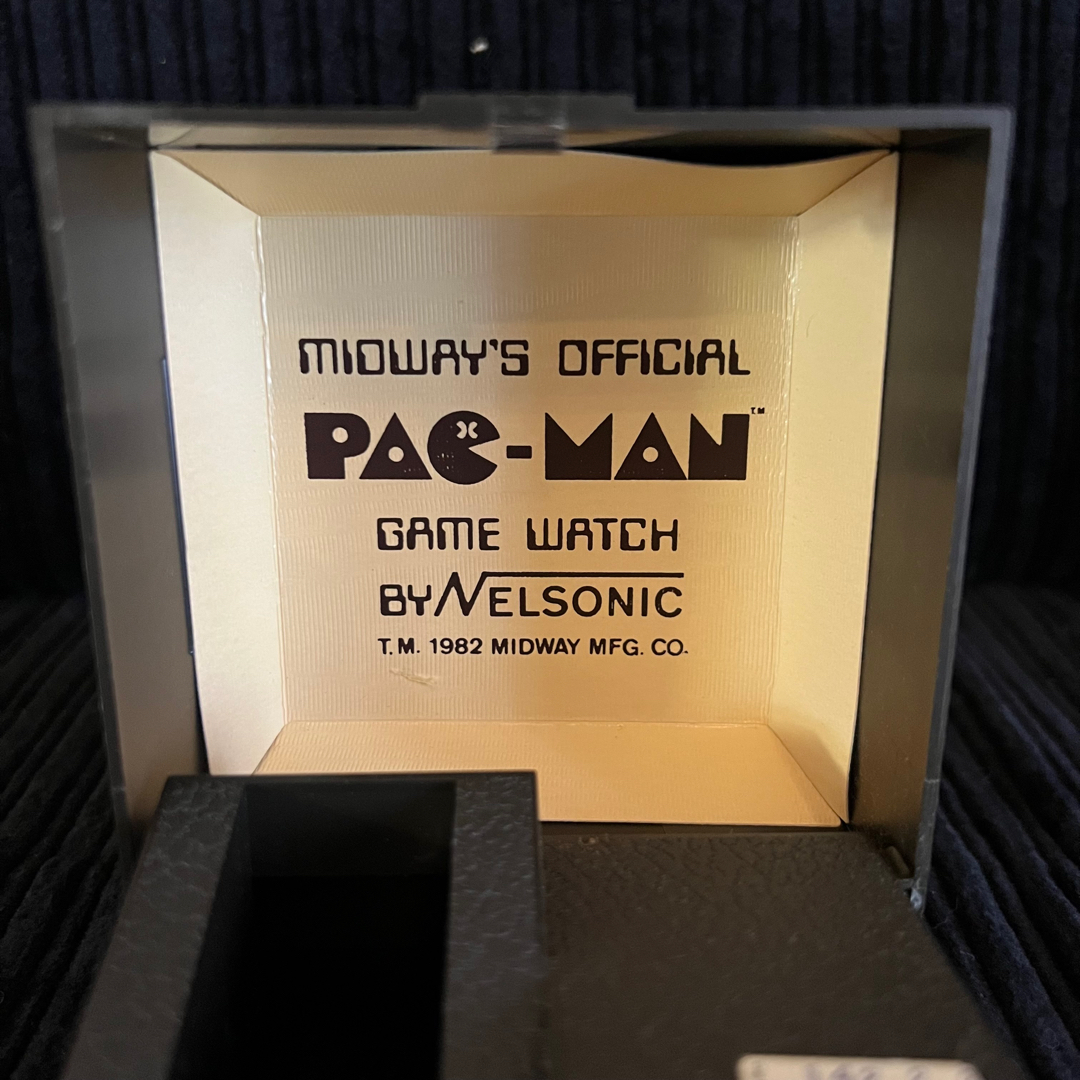 MIDWAY'S OFFICIAL
PAC-MAN™
GAME WATCH
BY NELSONIC
T.M. 1982 MIDWAY MFG. CO.